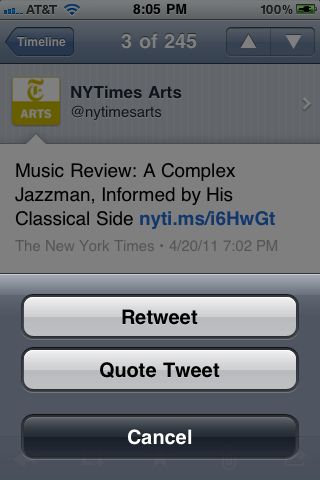 AT&T 8:05 PM 100%
Timeline 3 of 245
T
ARTS
NYTimes Arts
@nytimesarts
Music Review: A Complex
Jazzman, Informed by His
Classical Side nyti.ms/i6HwGt
The New York Times • 4/20/11 7:02 PM
Retweet
Quote Tweet
Cancel